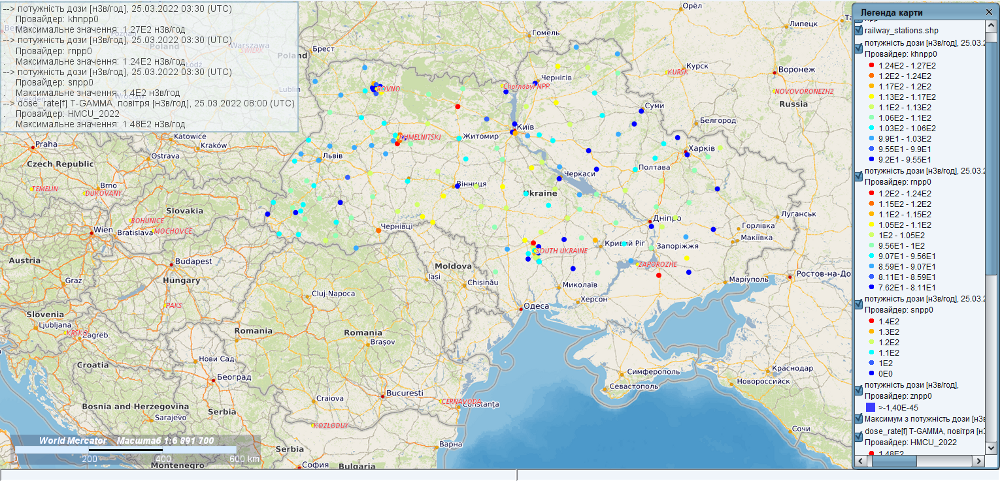 --> потужність дози [нЗв/год], 25.03.2022 03:30 (UTC)
. Провайдер: khnpp0
. Максимальне значення: 1.27E2 нЗв/год
--> потужність дози [нЗв/год], 25.03.2022 03:30 (UTC)
. Провайдер: rnpp0
. Максимальне значення: 1.24E2 нЗв/год
--> потужність дози [нЗв/год], 25.03.2022 03:30 (UTC)
. Провайдер: snpp0
. Максимальне значення: 1.4E2 нЗв/год
--> dose_rate[f] T-GAMMA, повітря [нЗв/год], 25.03.2022 08:00 (UTC)
. Провайдер: HMCU_2022
. Максимальне значення: 1.48E2 нЗв/год
Poland
Warszawa
SWIERK
Poland
Łódź
Lublin
Dresden
Wrocław
Брест
Гомель
Орёл
Липецк
Курск
KURSK
Воронеж
NOVOVORONEZH2
Russia
Чернігів
Chornobyl NPP
ROVNO
Суми
Белгород
Київ
Житомир
KHMELNITSKI
Львів
Харків
Полтава
Черкаси
Вінниця
Ukraine
Луганськ
Горлівка
Макіївка
Дніпро
Запоріжжя
Кривий Ріг
SOUTH UKRAINE
ZAPOROZHE
Чернівці
Маріуполь
Ростов-на-До
Миколаїв
Херсон
Одеса
Moldova
Iași
Chișinău
Praha
Katowice
Kraków
Ostrava
Czech Republic
Brno
TEMELIN
DUKOVANY
Slovakia
BOHUNICE
MOHOVCE
Wien
Bratislava
Austria
Budapest
Hungary
Graz
PAKS
Slovenia
Ljubljana
KRSKO
Zagreb
Croatia
Cluj-Napoca
Romania
Romania
Brașov
Нови Сад
Београд
Bosnia and Herzegovina
Sarajevo
Serbia
Craiova
București
CERNAVODA
Constanța
KOZLODUY
Serbia
Варна
София
Bulgaria
Montenegro
Симферополь
Севастополь
Краснодар
Новороссийск
Сочи
World Mercator Масштаб 1:6 891 700
0 200 400 600 km
Легенда карти
npp
railway_stations.shp
потужність дози [нЗв/год], 25.03.2
Провайдер: khnpp0
1.24E2 - 1.27E2
1.2E2 - 1.24E2
1.17E2 - 1.2E2
1.13E2 - 1.17E2
1.1E2 - 1.13E2
1.06E2 - 1.1E2
1.03E2 - 1.06E2
9.9E1 - 1.03E2
9.55E1 - 9.9E1
9.2E1 - 9.55E1
потужність дози [нЗв/год], 25.03.2
Провайдер: rnpp0
1.2E2 - 1.24E2
1.15E2 - 1.2E2
1.1E2 - 1.15E2
1.05E2 - 1.1E2
1E2 - 1.05E2
9.56E1 - 1E2
9.07E1 - 9.56E1
8.59E1 - 9.07E1
8.11E1 - 8.59E1
7.62E1 - 8.11E1
потужність дози [нЗв/год], 25.03.2
Провайдер: snpp0
1.4E2
1.3E2
1.2E2
1.1E2
1E2
0E0
потужність дози [нЗв/год],
Провайдер: znpp0
>-1,40E-45
Максимум з потужність дози [нЗв
dose_rate[f] T-GAMMA, повітря [нЗ
Провайдер: HMCU_2022
1.48E2